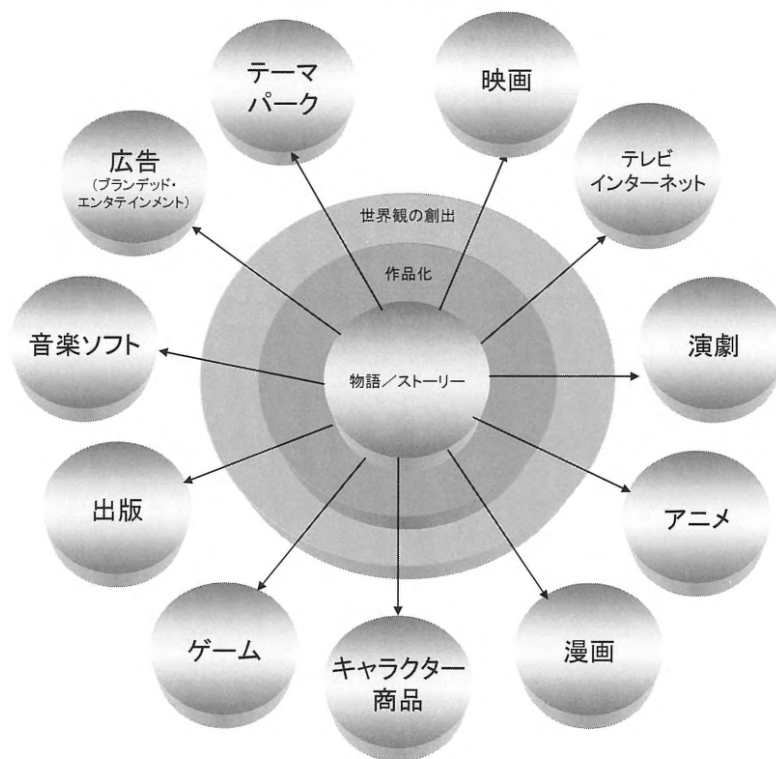 テーマ
パーク
映画
広告
(ブランデッド・
エンタテインメント)
テレビ
インターネット
世界観の創出
作品化
音楽ソフト
物語／ストーリー
演劇
出版
アニメ
ゲーム
キャラクター
商品
漫画